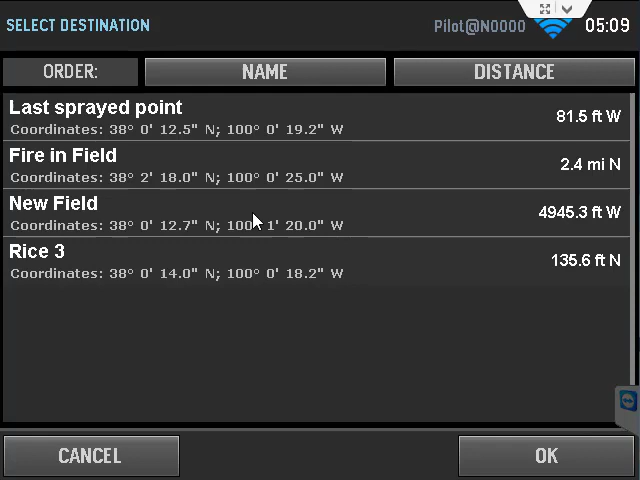 SELECT DESTINATION
Pilot@N0000
05:09
ORDER:
NAME
DISTANCE
Last sprayed point
81.5 ft W
Coordinates: 38° 0' 12.5" N; 100° 0' 19.2" W
Fire in Field
2.4 mi N
Coordinates: 38° 2' 18.0" N; 100° 0' 25.0" W
New Field
4945.3 ft W
Coordinates: 38° 0' 12.7" N; 100° 1' 20.0" W
Rice 3
135.6 ft N
Coordinates: 38° 0' 14.0" N; 100° 0' 18.2" W
CANCEL
OK